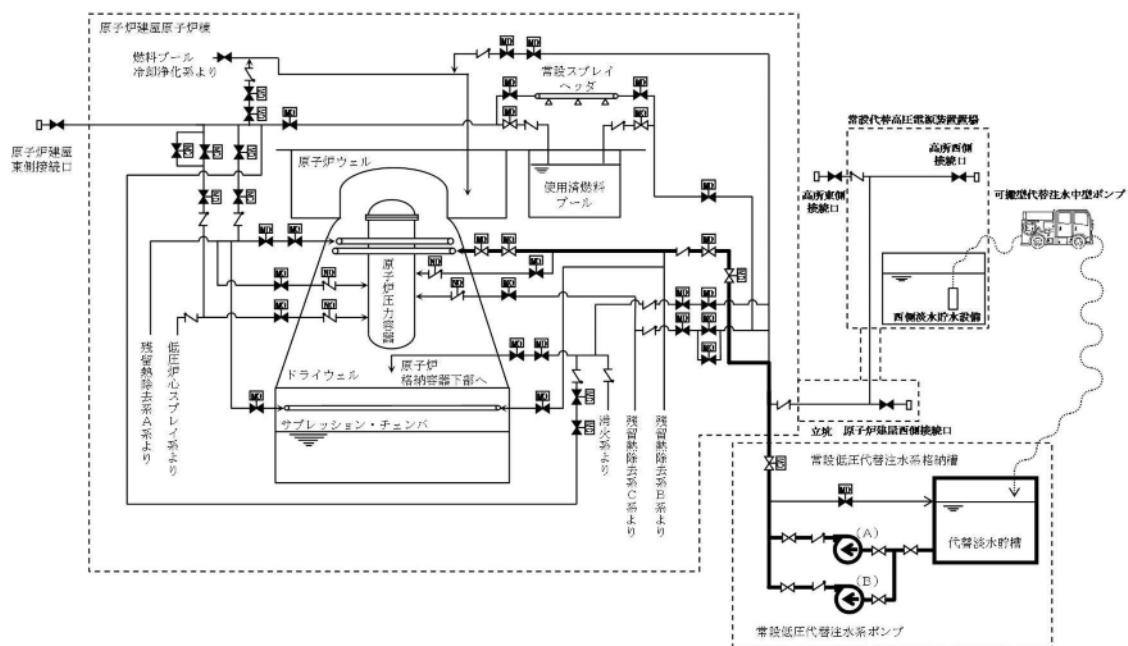 原子炉建屋原子炉棟
燃料プール
冷却浄化系より
常設スプレイ
ヘッダ
原子炉建屋
東側接続口
原子炉ウェル
使用済燃料
プール
常設代替高圧電源装置置場
高所西側
接続口
高所東側
接続口
可搬型代替注水中型ポンプ
西側淡水貯水設備
原子炉圧力容器
残留熱除去系A系より
低圧炉心スプレイ系より
ドライウェル
原子炉
格納容器下部へ
サプレッション・チェンバ
消火系より
残留熱除去系C系より
残留熱除去系B系より
立坑
原子炉建屋西側接続口
常設低圧代替注水系格納槽
代替淡水貯槽
(A)
(B)
常設低圧代替注水系ポンプ